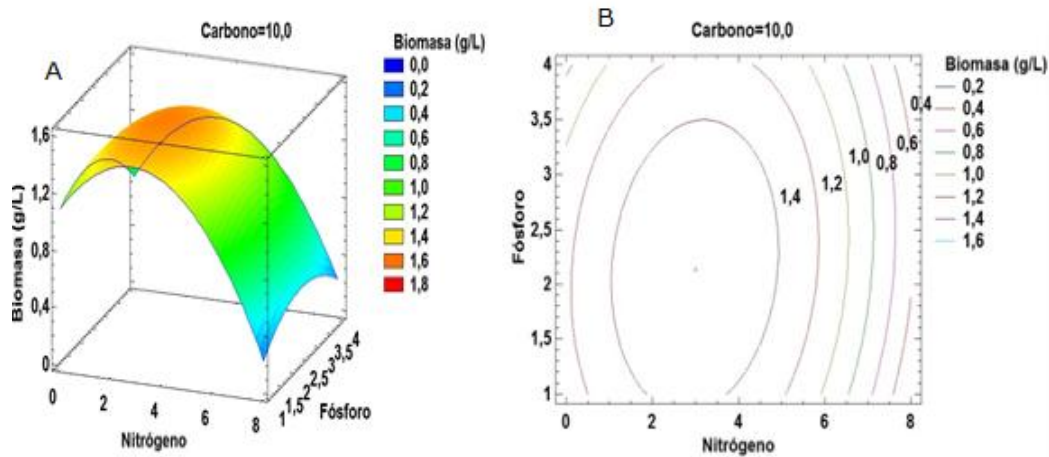 A
Carbono=10,0
Biomasa (g/L)
0,0
0,2
0,4
0,6
0,8
1,0
1,2
1,4
1,6
1,8
Biomasa (g/L)
1,6
1,2
0,8
0,4
0
0 2 4 6 8
Nitrógeno
1 1,5 2 2,5 3 3,5 4
Fósforo
B
Carbono=10,0
Biomasa (g/L)
0,2
0,4
0,6
0,8
1,0
1,2
1,4
1,6
Fósforo
4
3,5
3
2,5
2
1,5
1
1,4
1,2
1,0
0,8
0,6
0,4
0 2 4 6 8
Nitrógeno